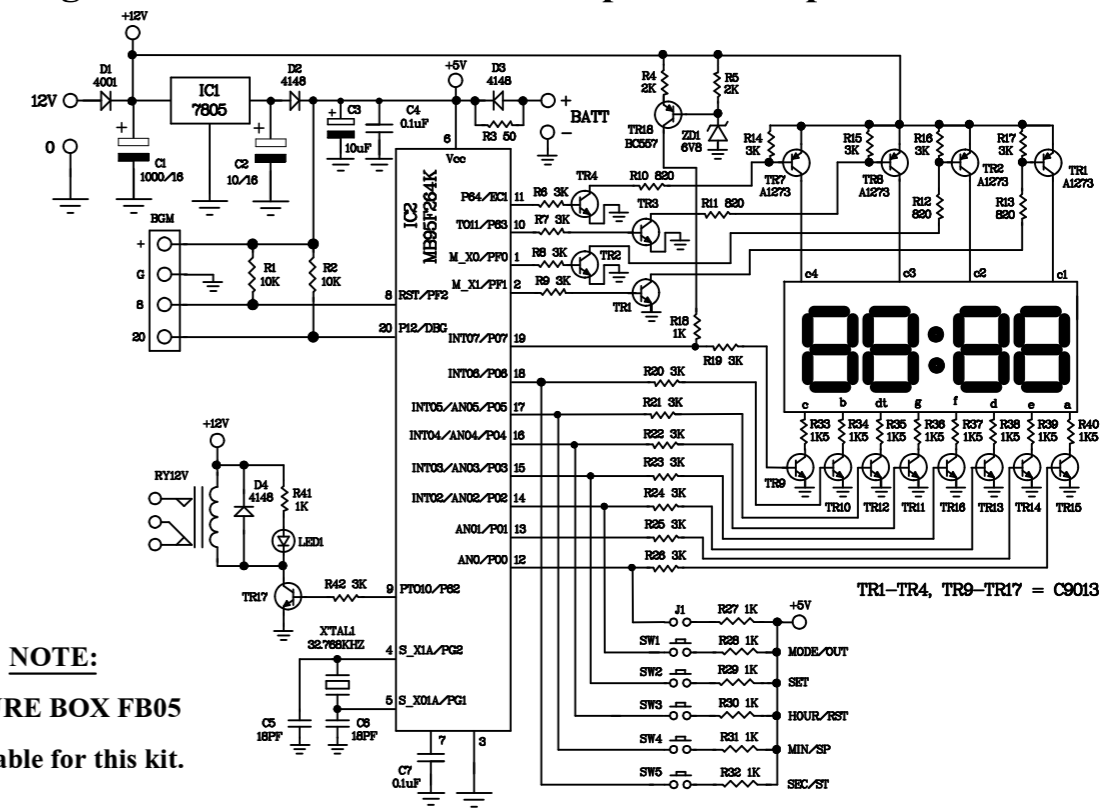 +12V
D1
4001
12V
0
IC1
7805
D2
4148
+
C1
1000/16
+
C2
10/16
+
C3
10uF
C4
0.1uF
+5V
D3
4148
R3 50
+
BATT
−
6
Vcc
IC2
MB95F264K
R4
2K
R5
2K
TR18
BC557
ZD1
6V8
R14
3K
TR7
A1273
R15
3K
TR8
A1273
R16
3K
TR2
A1273
R17
3K
TR1
A1273
R12
820
R13
820
P64/EC1 11
R6 3K
TR4
R10 820
TO11/P63 10
R7 3K
TR3
R11 820
M_X0/PF0 1
R8 3K
TR2
M_X1/PF1 2
R9 3K
TR1
BGM
+
G
8
20
R1
10K
R2
10K
8 RST/PF2
20 P12/DBG
R18
1K
INT07/P07 19
R19 3K
INT06/P06 18
R20 3K
INT05/AN05/P05 17
R21 3K
INT04/AN04/P04 16
R22 3K
INT03/AN03/P03 15
R23 3K
INT02/AN02/P02 14
R24 3K
AN01/P01 13
R25 3K
AN0/P00 12
R26 3K
c4 c3 c2 c1
88:88
c b dt g f d e a
R33
1K5
R34
1K5
R35
1K5
R36
1K5
R37
1K5
R38
1K5
R39
1K5
R40
1K5
TR9
TR10 TR12 TR11 TR16 TR13 TR14 TR15
TR1-TR4, TR9-TR17 = C9013
+12V
RY12V
D4
4148
R41
1K
LED1
TR17
R42 3K
9 PTO10/P62
X'TAL1
32.768KHZ
4 S_X1A/PG2
5 S_X01A/PG1
C5
18PF
C6
18PF
7
C7
0.1uF
3
+5V
J1 R27 1K
SW1 R28 1K MODE/OUT
SW2 R29 1K SET
SW3 R30 1K HOUR/RST
SW4 R31 1K MIN/SP
SW5 R32 1K SEC/ST
NOTE:
URE BOX FB05
able for this kit.